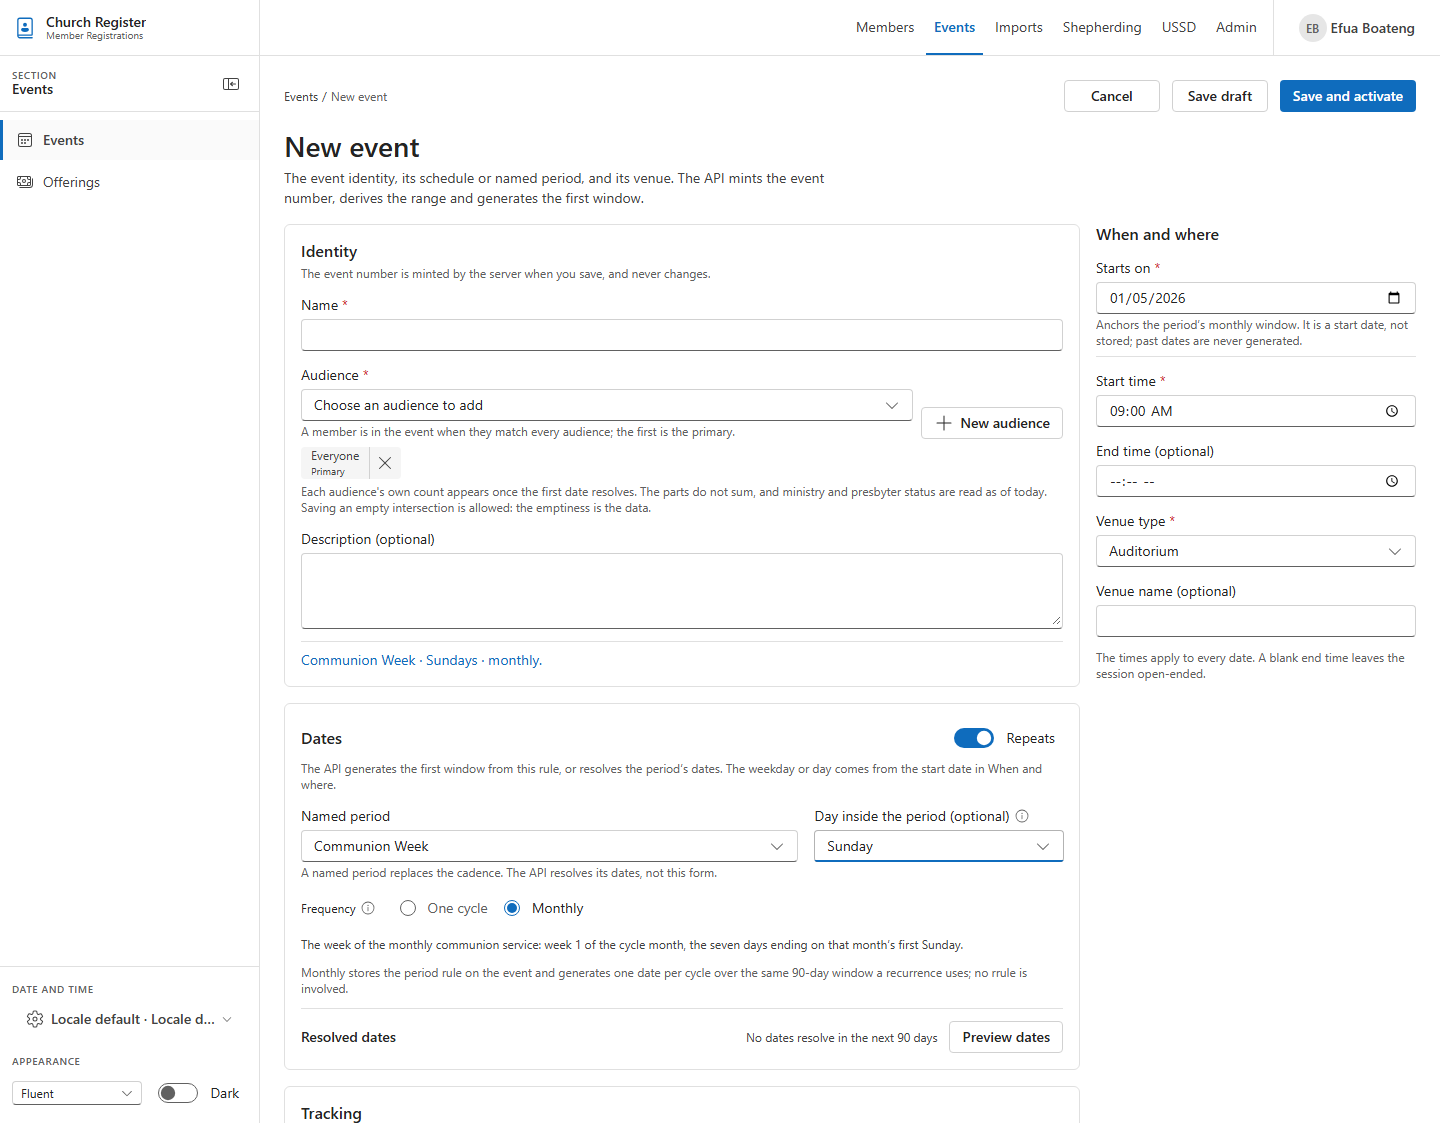 Church Register
Member Registrations
Members
Events
Imports
Shepherding
USSD
Admin
EB
Efua Boateng
SECTION
Events
Events
Offerings
Events / New event
Cancel
Save draft
Save and activate
New event
The event identity, its schedule or named period, and its venue. The API mints the event
number, derives the range and generates the first window.
Identity
The event number is minted by the server when you save, and never changes.
Name *
Audience *
Choose an audience to add
New audience
A member is in the event when they match every audience; the first is the primary.
Everyone
Primary
Each audience's own count appears once the first date resolves. The parts do not sum, and ministry and presbyter status are read as of today.
Saving an empty intersection is allowed: the emptiness is the data.
Description (optional)
Communion Week · Sundays · monthly.
When and where
Starts on *
01/05/2026
Anchors the period's monthly window. It is a start date, not
stored; past dates are never generated.
Start time *
09:00 AM
End time (optional)
--:-- --
Venue type *
Auditorium
Venue name (optional)
The times apply to every date. A blank end time leaves the
session open-ended.
Dates
Repeats
The API generates the first window from this rule, or resolves the period's dates. The weekday or day comes from the start date in When and
where.
Named period
Communion Week
A named period replaces the cadence. The API resolves its dates, not this form.
Day inside the period (optional)
Sunday
Frequency
One cycle
Monthly
The week of the monthly communion service: week 1 of the cycle month, the seven days ending on that month's first Sunday.
Monthly stores the period rule on the event and generates one date per cycle over the same 90-day window a recurrence uses; no rrule is
involved.
Resolved dates
No dates resolve in the next 90 days
Preview dates
Tracking
DATE AND TIME
Locale default · Locale d...
APPEARANCE
Fluent
Dark